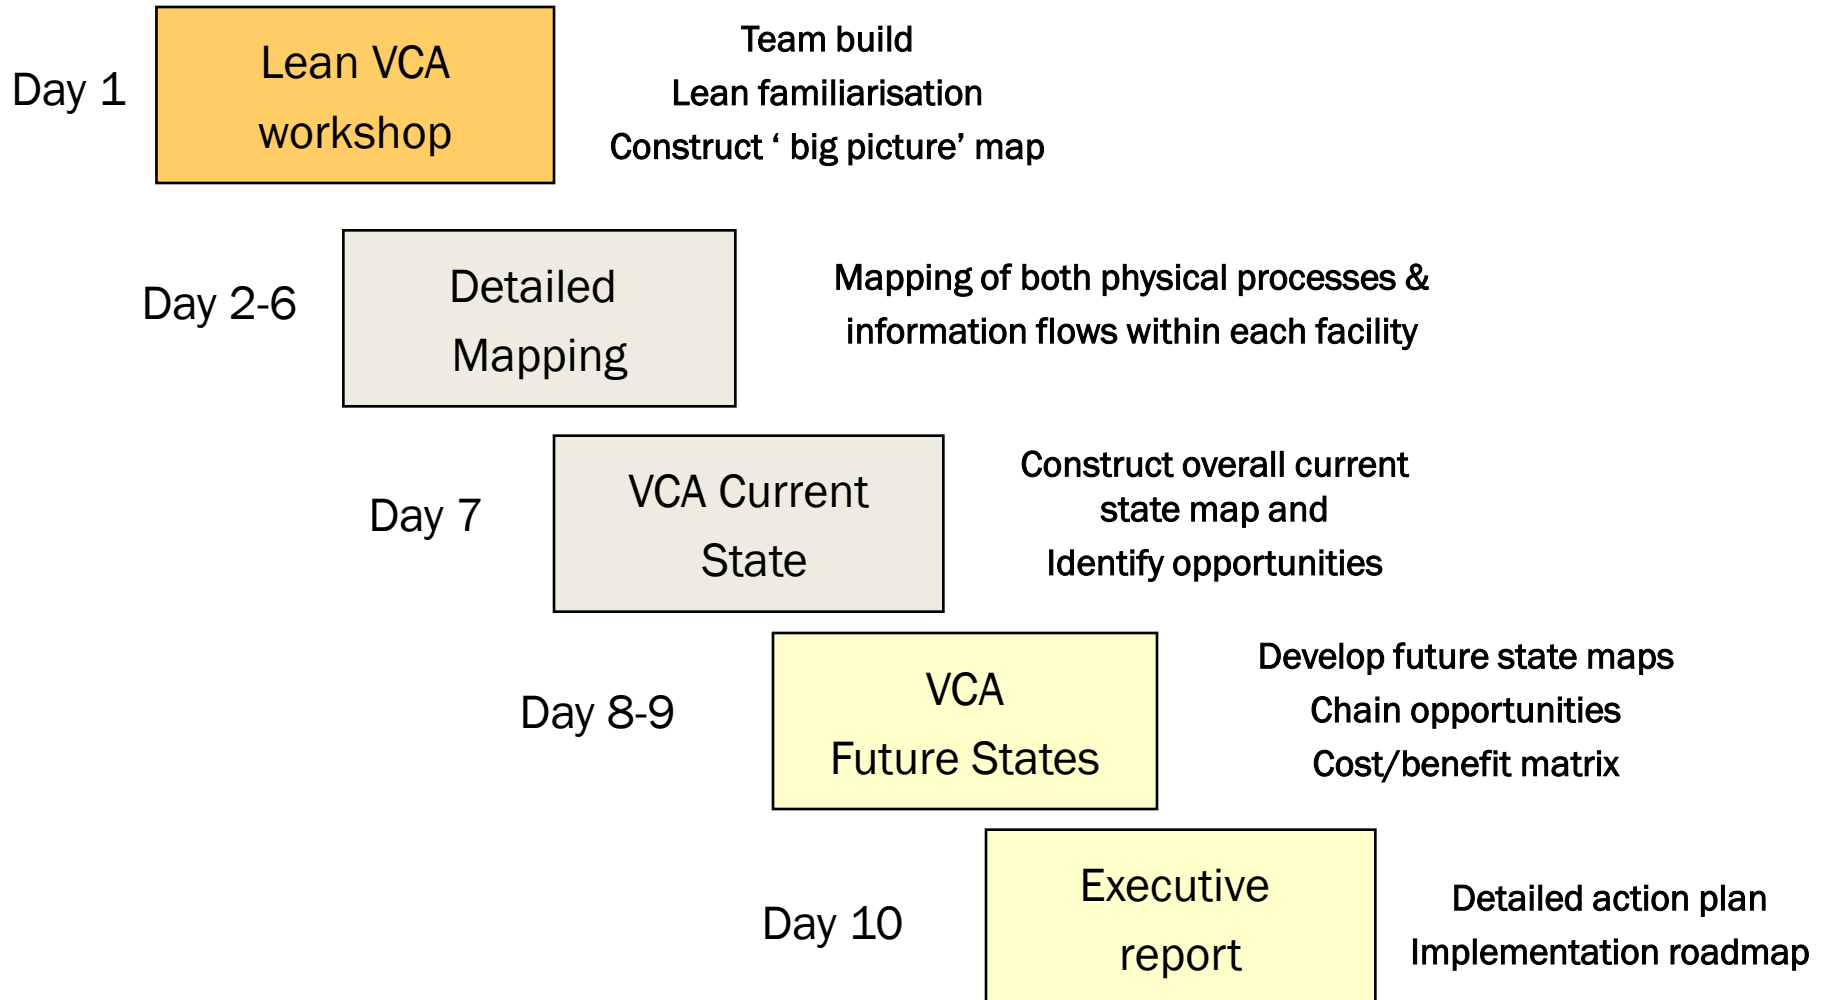 Day 1
Lean VCA
workshop
Team build
Lean familiarisation
Construct ‘ big picture’ map
Day 2-6
Detailed
Mapping
Mapping of both physical processes &
information flows within each facility
Day 7
VCA Current
State
Construct overall current
state map and
Identify opportunities
Day 8-9
VCA
Future States
Develop future state maps
Chain opportunities
Cost/benefit matrix
Day 10
Executive
report
Detailed action plan
Implementation roadmap